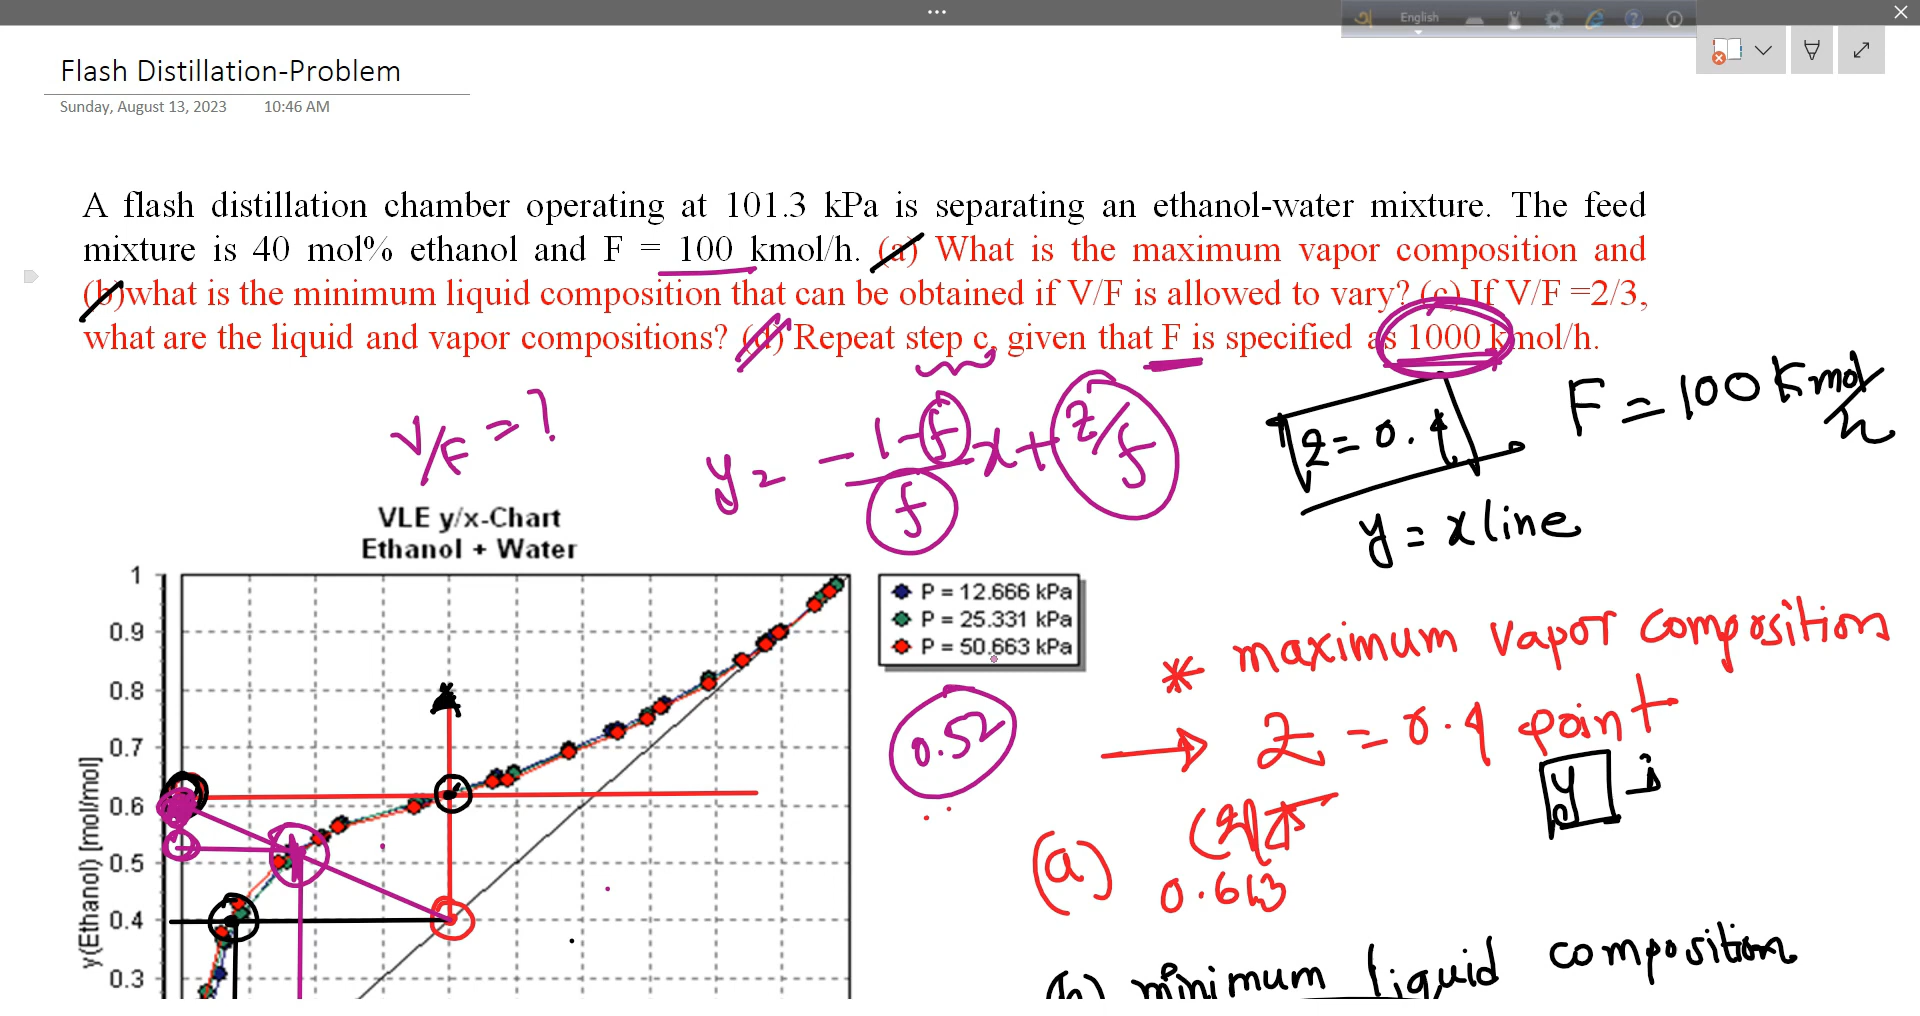 English
Flash Distillation-Problem
Sunday, August 13, 2023 10:46 AM
A flash distillation chamber operating at 101.3 kPa is separating an ethanol-water mixture. The feed
mixture is 40 mol% ethanol and F = 100 kmol/h. (a) What is the maximum vapor composition and
(b)what is the minimum liquid composition that can be obtained if V/F is allowed to vary? (c) If V/F =2/3,
what are the liquid and vapor compositions? (d) Repeat step c, given that F is specified as 1000 kmol/h.
V/F = ?
y = - 1-f/f x + z/f
z = 0.4
F = 100 Kmol/h
y = x line
VLE y/x-Chart
Ethanol + Water
P = 12.666 kPa
P = 25.331 kPa
P = 50.663 kPa
1
0.9
0.8
0.7
0.6
0.5
0.4
0.3
y(Ethanol) [mol/mol]
0.52
* maximum vapor composition
→ z = 0.4 point
y
(a)
0.613
(b) minimum liquid composition